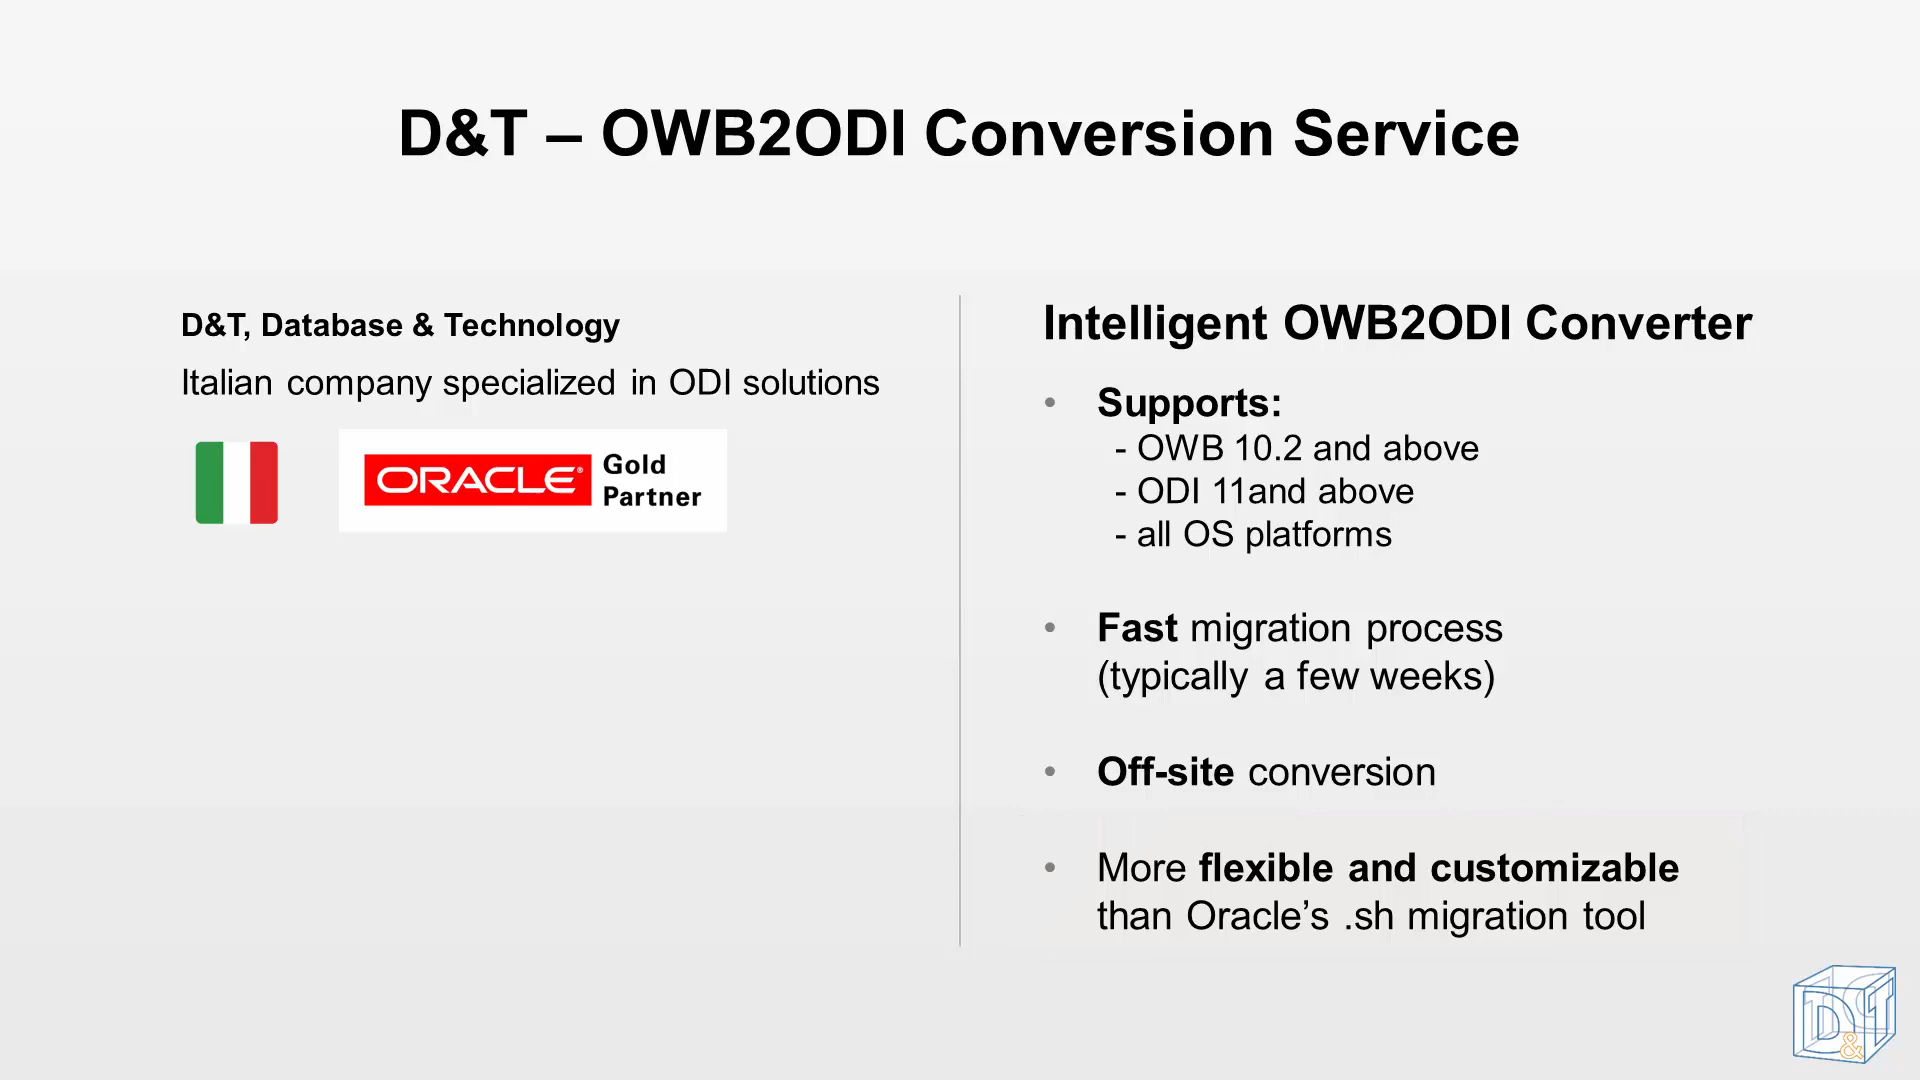 D&T – OWB2ODI Conversion Service
D&T, Database & Technology
Italian company specialized in ODI solutions
ORACLE®
Gold
Partner
Intelligent OWB2ODI Converter
• Supports:
- OWB 10.2 and above
- ODI 11and above
- all OS platforms
• Fast migration process
(typically a few weeks)
• Off-site conversion
• More flexible and customizable
than Oracle’s .sh migration tool
D&T